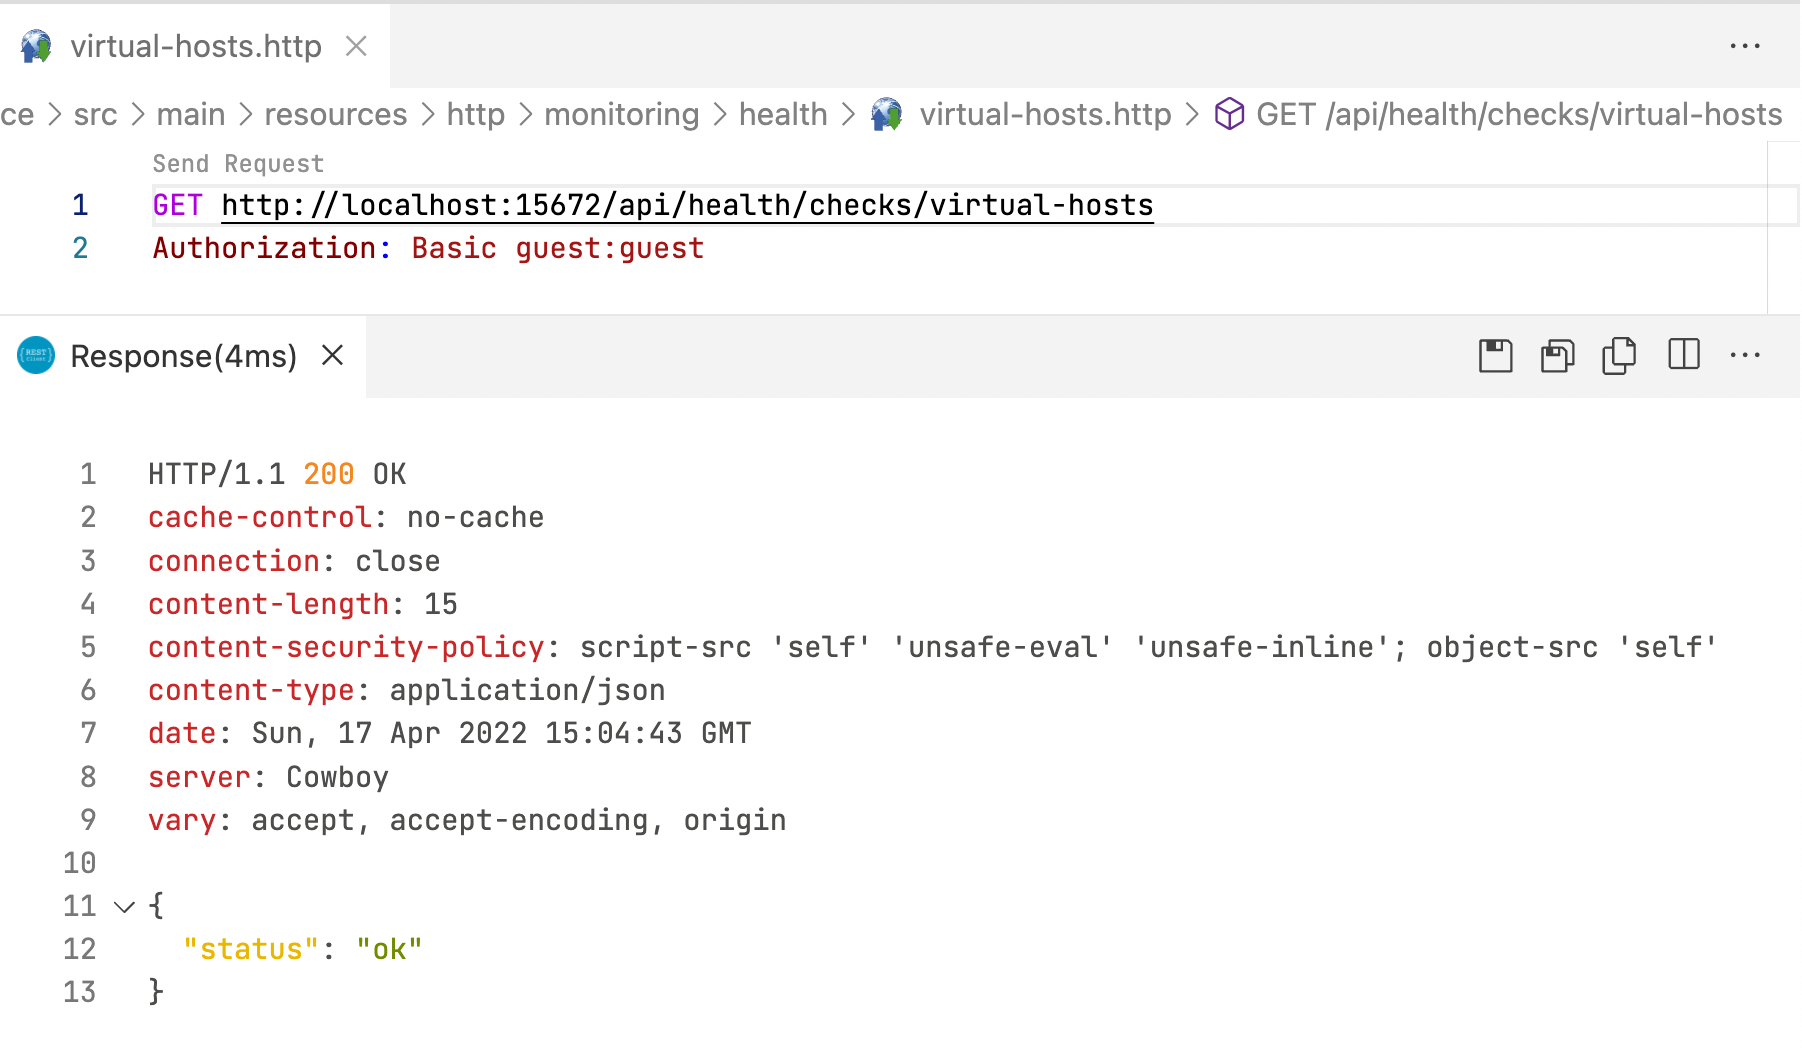 virtual-hosts.http
ce > src > main > resources > http > monitoring > health > virtual-hosts.http > GET /api/health/checks/virtual-hosts
Send Request
1 GET http://localhost:15672/api/health/checks/virtual-hosts
2 Authorization: Basic guest:guest
{REST}
Client
Response(4ms)
1 HTTP/1.1 200 OK
2 cache-control: no-cache
3 connection: close
4 content-length: 15
5 content-security-policy: script-src 'self' 'unsafe-eval' 'unsafe-inline'; object-src 'self'
6 content-type: application/json
7 date: Sun, 17 Apr 2022 15:04:43 GMT
8 server: Cowboy
9 vary: accept, accept-encoding, origin
10
11 {
12 "status": "ok"
13 }